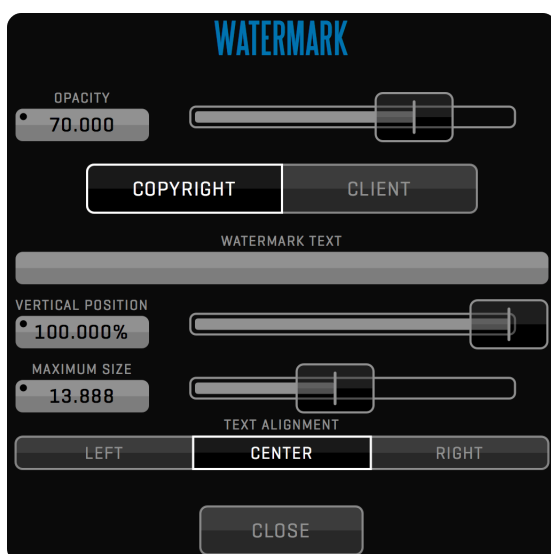 WATERMARK
OPACITY
70.000
COPYRIGHT CLIENT
WATERMARK TEXT
VERTICAL POSITION
100.000%
MAXIMUM SIZE
13.888
TEXT ALIGNMENT
LEFT CENTER RIGHT
CLOSE